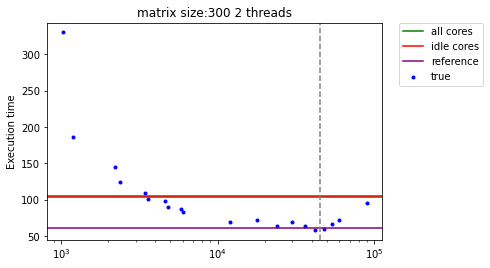 matrix size:300 2 threads
all cores
idle cores
reference
true
Execution time
300
250
200
150
100
50
10³
10⁴
10⁵